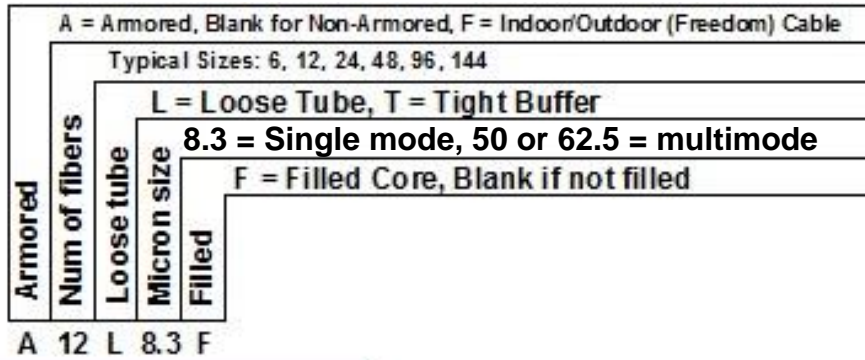 A = Armored, Blank for Non-Armored, F = Indoor/Outdoor (Freedom) Cable
Typical Sizes: 6, 12, 24, 48, 96, 144
L = Loose Tube, T = Tight Buffer
8.3 = Single mode, 50 or 62.5 = multimode
F = Filled Core, Blank if not filled
Armored
Num of fibers
Loose tube
Micron size
Filled
A 12 L 8.3 F